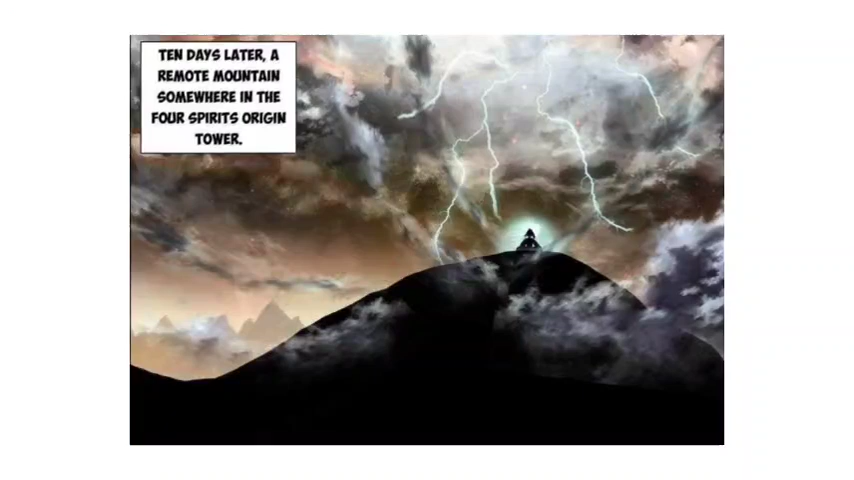 TEN DAYS LATER, A
REMOTE MOUNTAIN
SOMEWHERE IN THE
FOUR SPIRITS ORIGIN
TOWER.